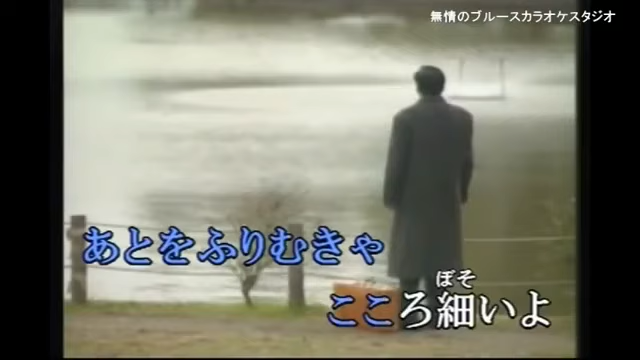 無情のブルースカラオケスタジオ
あとをふりむきゃ
こころ細いよ
ぼそ